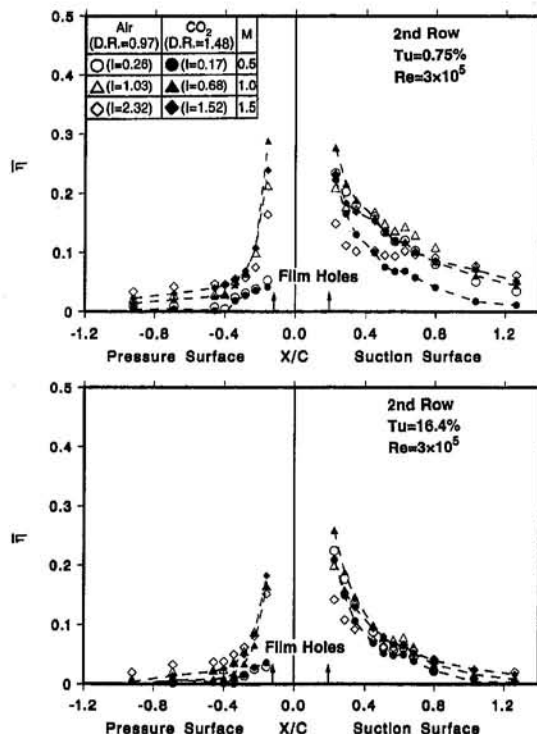 0.5
0.4
0.3
0.2
0.1
0
η̄
Air CO2 M
(D.R.=0.97) (D.R.=1.48)
○(I=0.28) ●(I=0.17) 0.5
△(I=1.03) ▲(I=0.68) 1.0
◇(I=2.32) ◆(I=1.52) 1.5
2nd Row
Tu=0.75%
Re=3×10⁵
Film Holes
-1.2 -0.8 -0.4 0.0 0.4 0.8 1.2
Pressure Surface X/C Suction Surface
0.5
0.4
0.3
0.2
0.1
0
η̄
2nd Row
Tu=16.4%
Re=3×10⁵
Film Holes
-1.2 -0.8 -0.4 0.0 0.4 0.8 1.2
Pressure Surface X/C Suction Surface